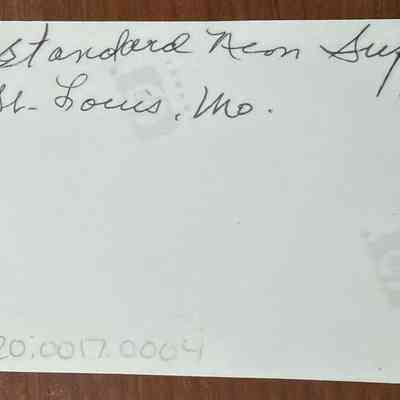 Standard Neon Sup
St. Louis, Mo.
20.0017.0004